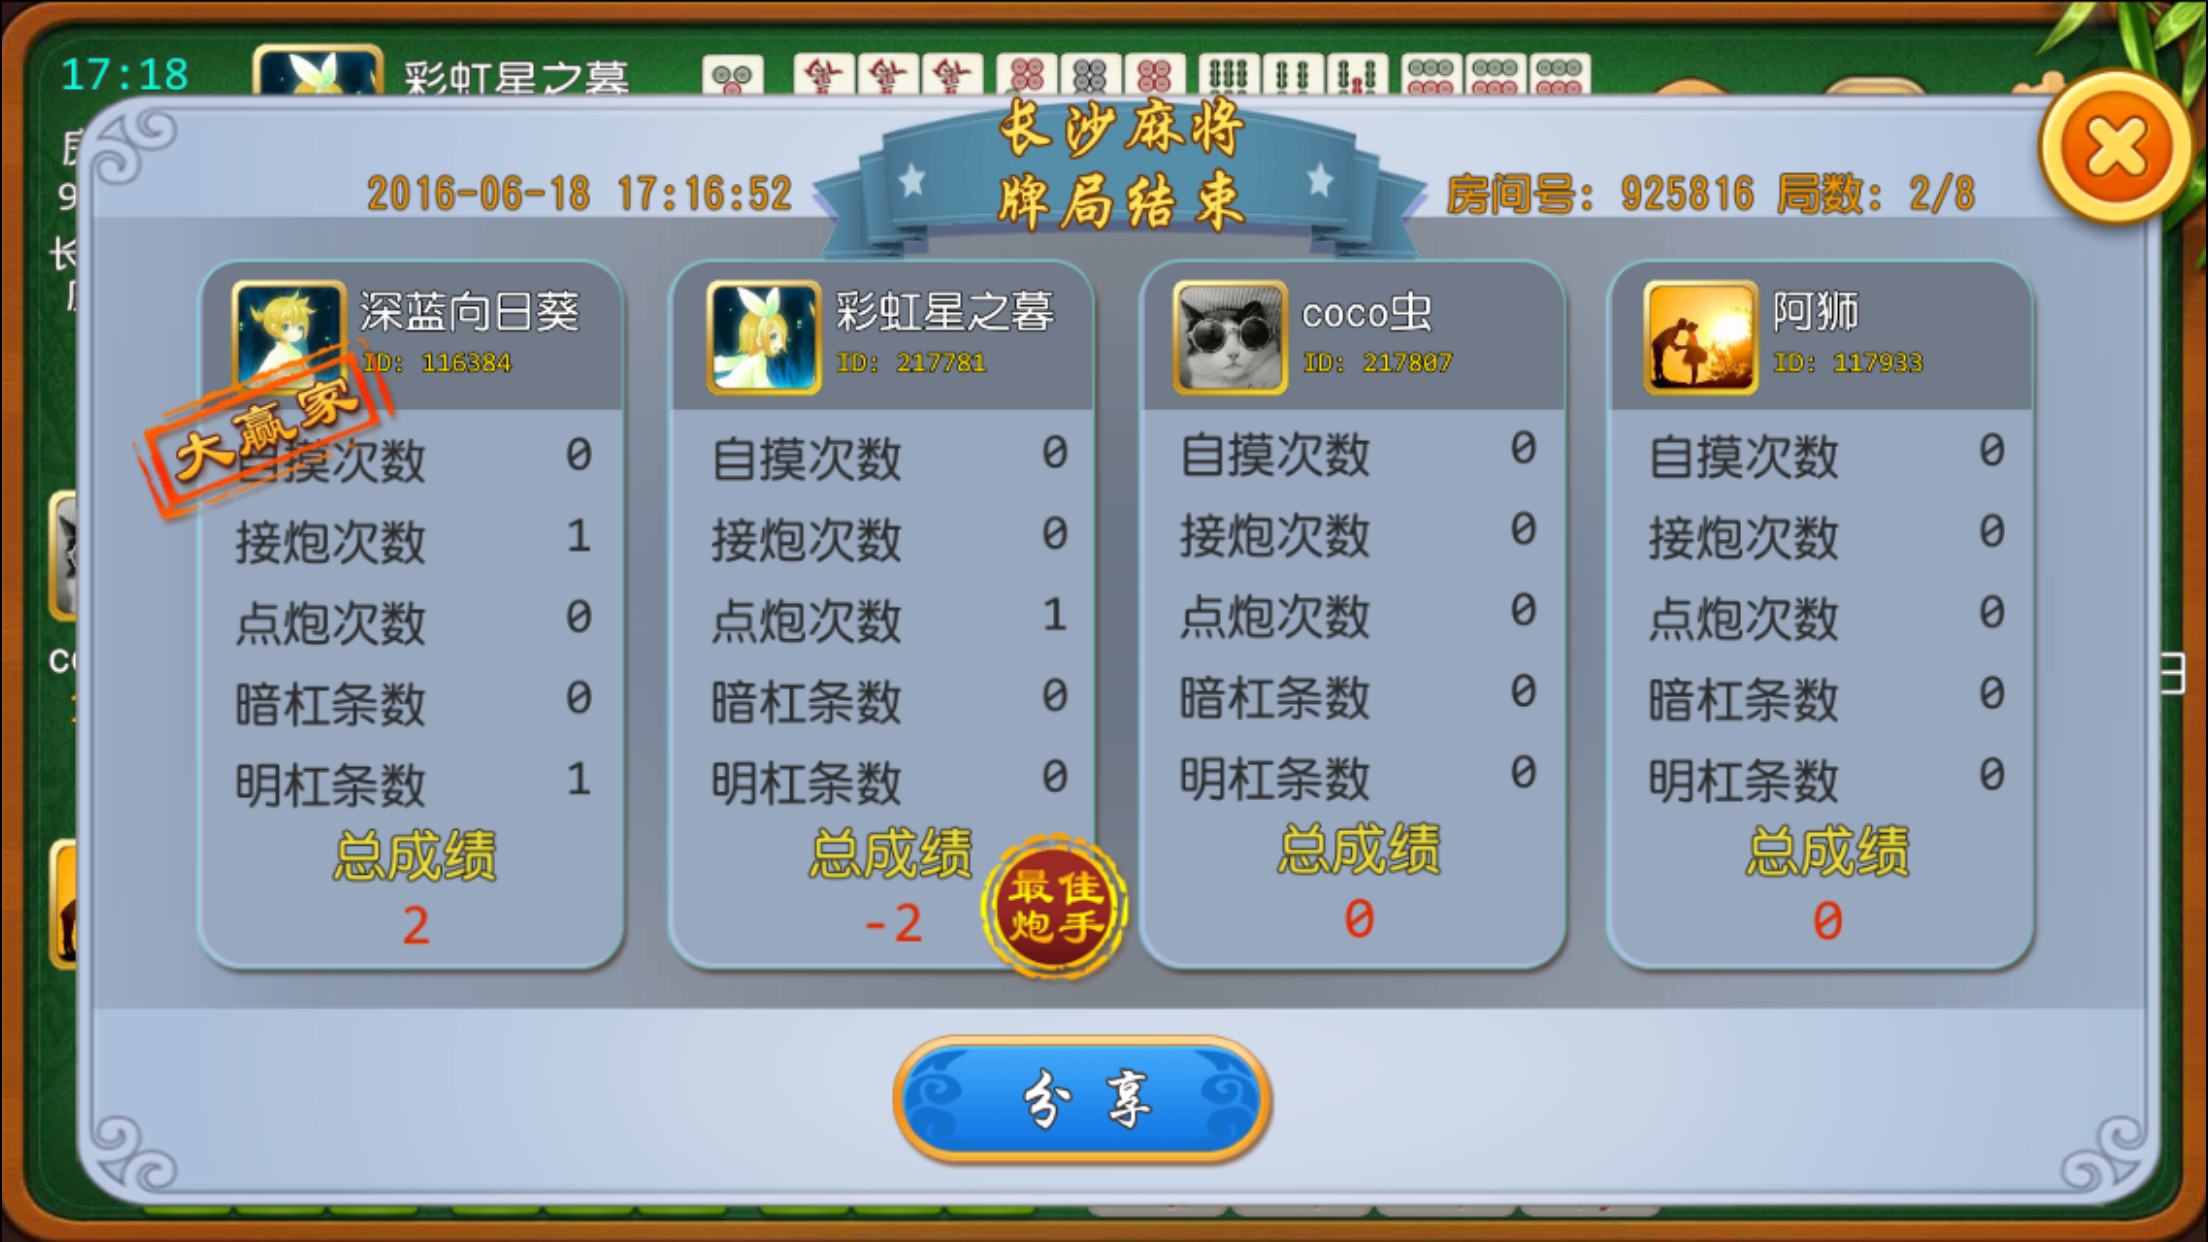 17:18
彩虹星之暮
长沙麻将
牌局结束
2016-06-18 17:16:52
房间号: 925816 局数: 2/8
深蓝向日葵
ID: 116384
大赢家
自摸次数 0
接炮次数 1
点炮次数 0
暗杠条数 0
明杠条数 1
总成绩
2
彩虹星之暮
ID: 217781
自摸次数 0
接炮次数 0
点炮次数 1
暗杠条数 0
明杠条数 0
总成绩
-2
最佳
炮手
coco虫
ID: 217807
自摸次数 0
接炮次数 0
点炮次数 0
暗杠条数 0
明杠条数 0
总成绩
0
阿狮
ID: 117933
自摸次数 0
接炮次数 0
点炮次数 0
暗杠条数 0
明杠条数 0
总成绩
0
分享